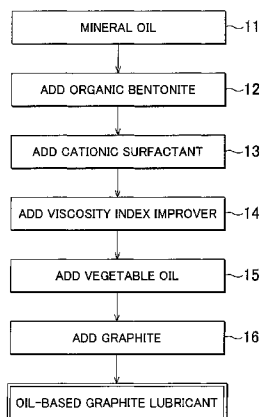 MINERAL OIL 11
ADD ORGANIC BENTONITE 12
ADD CATIONIC SURFACTANT 13
ADD VISCOSITY INDEX IMPROVER 14
ADD VEGETABLE OIL 15
ADD GRAPHITE 16
OIL-BASED GRAPHITE LUBRICANT